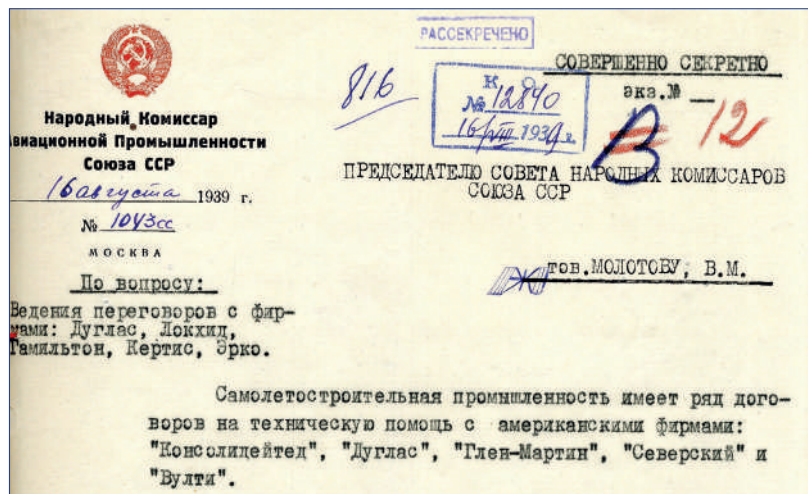 РАССЕКРЕЧЕНО
СОВЕРШЕННО СЕКРЕТНО
экз.№
816
К О
№ 12840
16/VIII 1939 г.
12
Народный Комиссар
Авиационной Промышленности
Союза ССР
16 августа 1939 г.
№ 1043сс
МОСКВА
ПРЕДСЕДАТЕЛЮ СОВЕТА НАРОДНЫХ КОМИССАРОВ
СОЮЗА ССР
тов.МОЛОТОВУ, В.М.
По вопросу:
Ведения переговоров с фир-
мами: Дуглас, Локхид,
Гамильтон, Кертис, Эрко.
Самолетостроительная промышленность имеет ряд дого-
воров на техническую помощь с американскими фирмами:
"Консолидейтед", "Дуглас", "Глен-Мартин", "Северский" и
"Вулти".